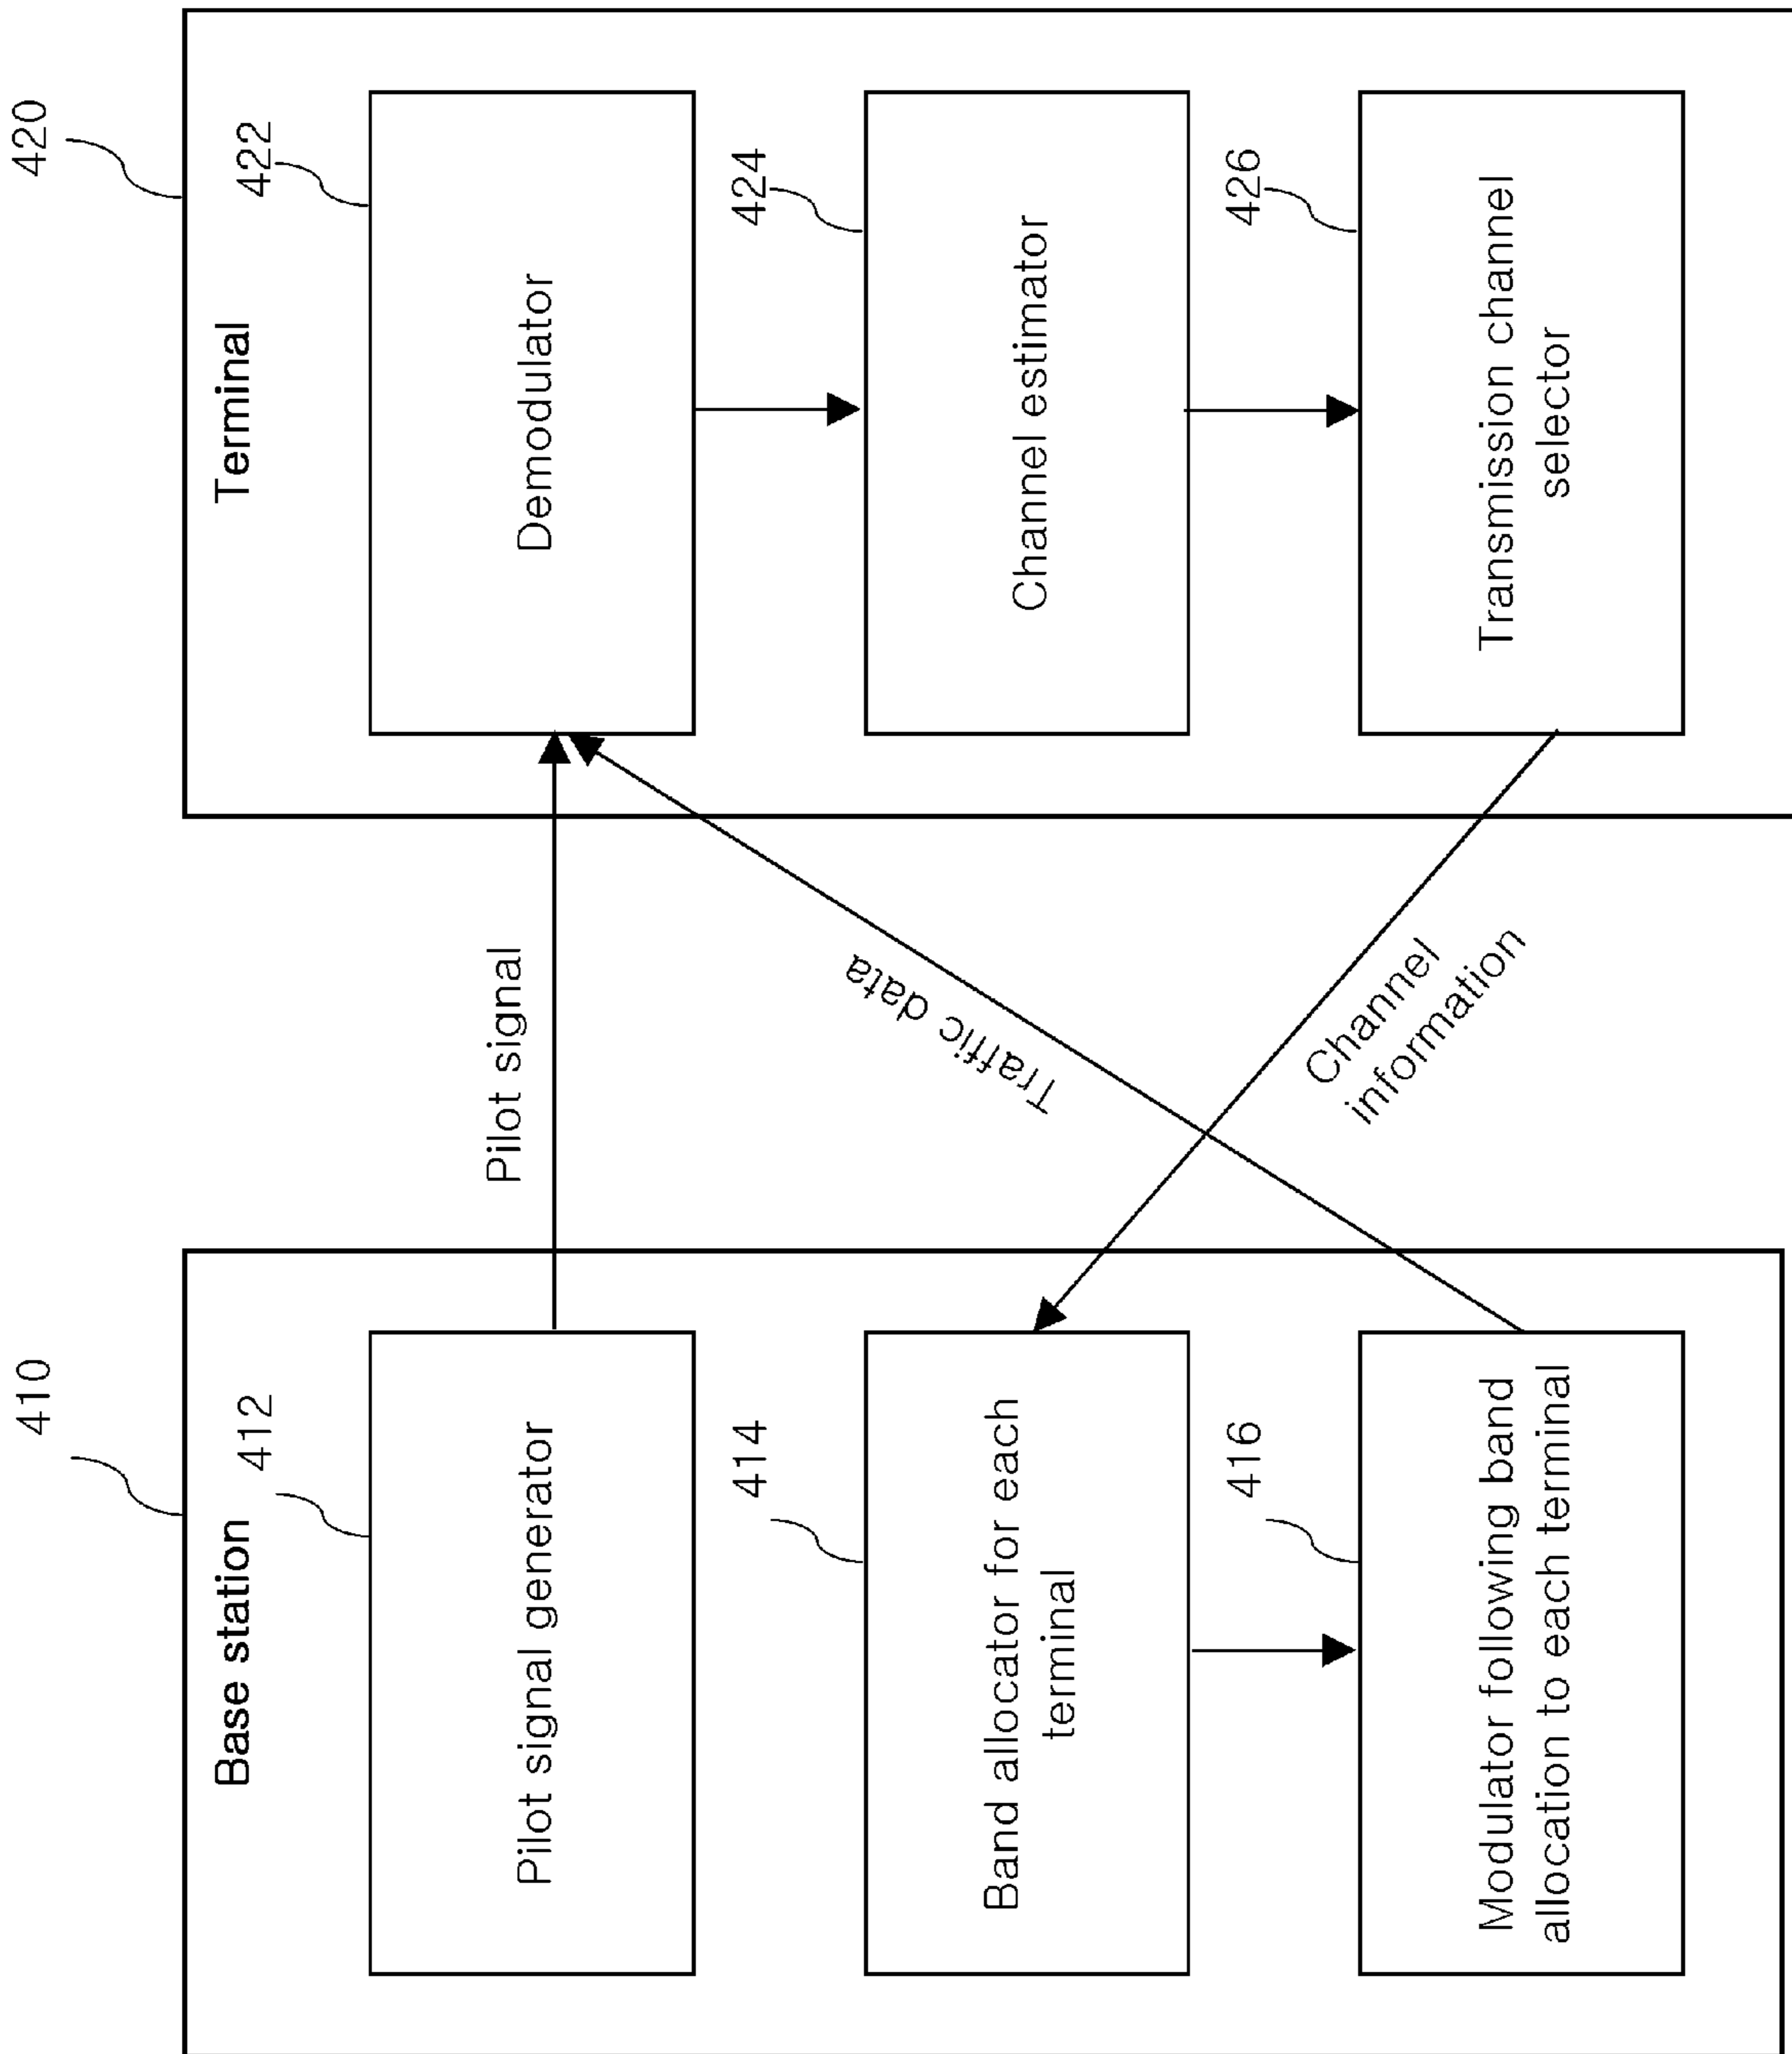 410
Base station
412
Pilot signal generator
414
Band allocator for each
terminal
416
Modulator following band
allocation to each terminal
Pilot signal
Traffic data
Channel
information
420
Terminal
422
Demodulator
424
Channel estimator
426
Transmission channel
selector